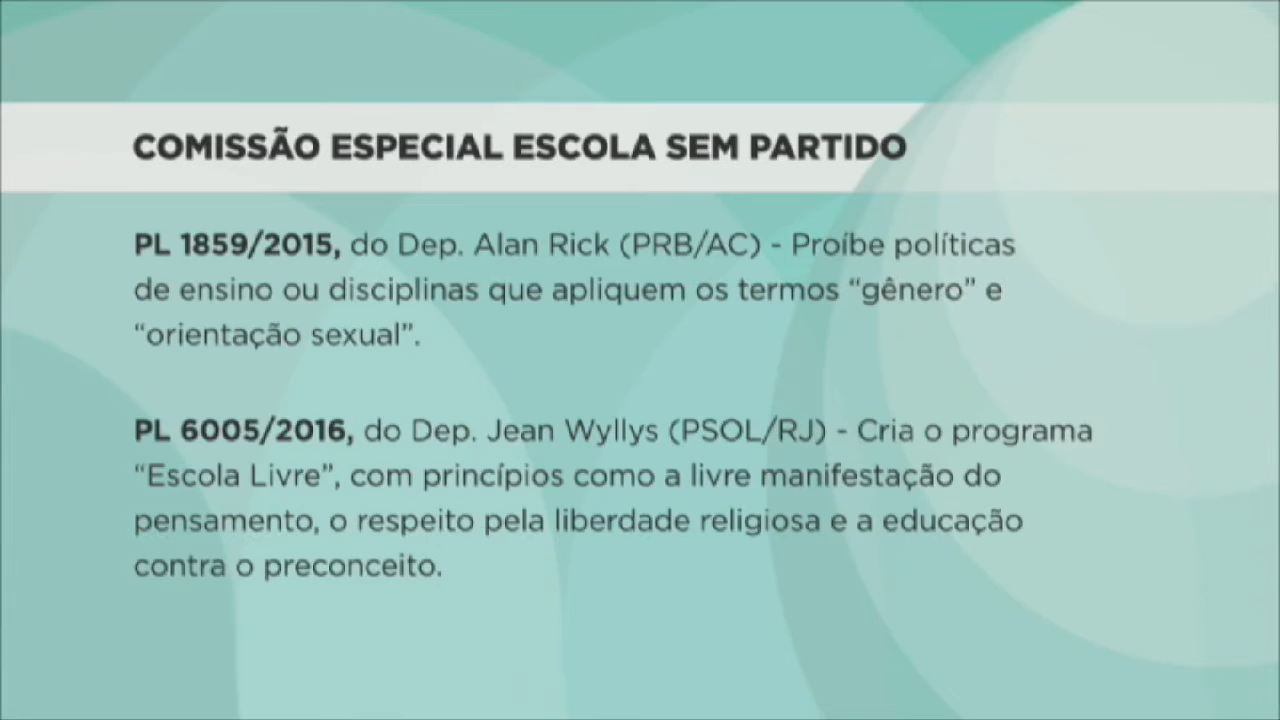 COMISSÃO ESPECIAL ESCOLA SEM PARTIDO
PL 1859/2015, do Dep. Alan Rick (PRB/AC) - Proíbe políticas
de ensino ou disciplinas que apliquem os termos “gênero” e
“orientação sexual”.
PL 6005/2016, do Dep. Jean Wyllys (PSOL/RJ) - Cria o programa
“Escola Livre”, com princípios como a livre manifestação do
pensamento, o respeito pela liberdade religiosa e a educação
contra o preconceito.